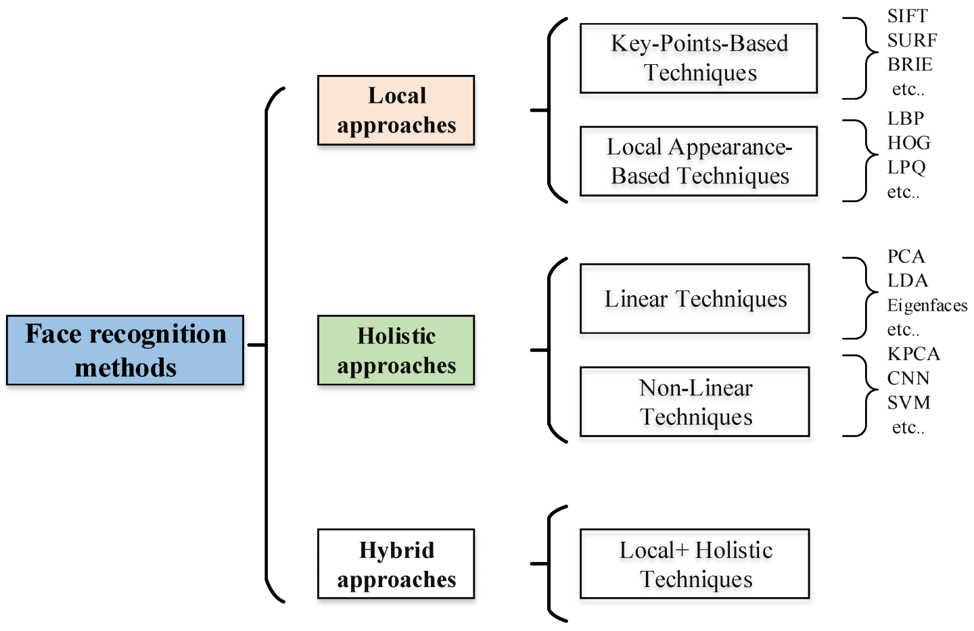 Face recognition
methods
Local
approaches
Key-Points-Based
Techniques
SIFT
SURF
BRIE
etc..
Local Appearance-
Based Techniques
LBP
HOG
LPQ
etc..
Holistic
approaches
Linear Techniques
PCA
LDA
Eigenfaces
etc..
Non-Linear
Techniques
KPCA
CNN
SVM
etc..
Hybrid
approaches
Local+ Holistic
Techniques